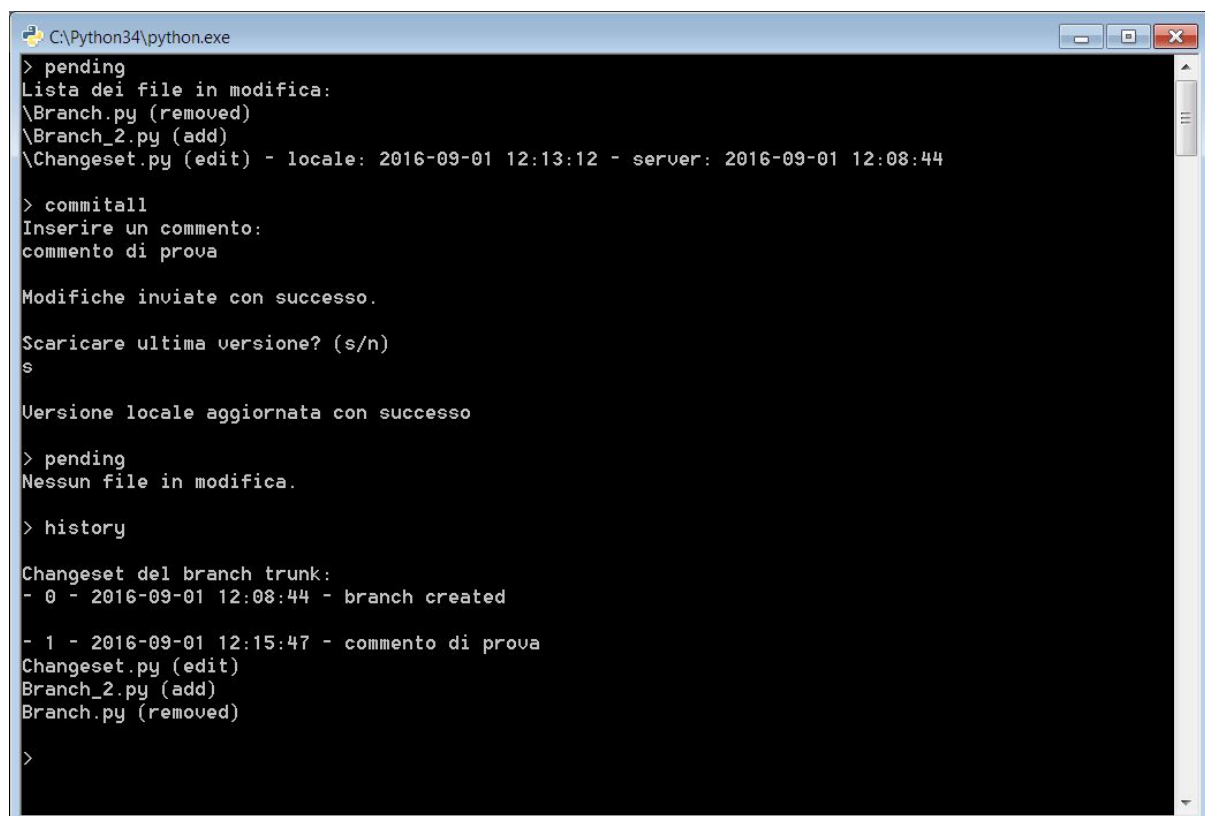 C:\Python34\python.exe
> pending
Lista dei file in modifica:
\Branch.py (removed)
\Branch_2.py (add)
\Changeset.py (edit) - locale: 2016-09-01 12:13:12 - server: 2016-09-01 12:08:44
> commitall
Inserire un commento:
commento di prova
Modifiche inviate con successo.
Scaricare ultima versione? (s/n)
s
Versione locale aggiornata con successo
> pending
Nessun file in modifica.
> history
Changeset del branch trunk:
- 0 - 2016-09-01 12:08:44 - branch created
- 1 - 2016-09-01 12:15:47 - commento di prova
Changeset.py (edit)
Branch_2.py (add)
Branch.py (removed)
>